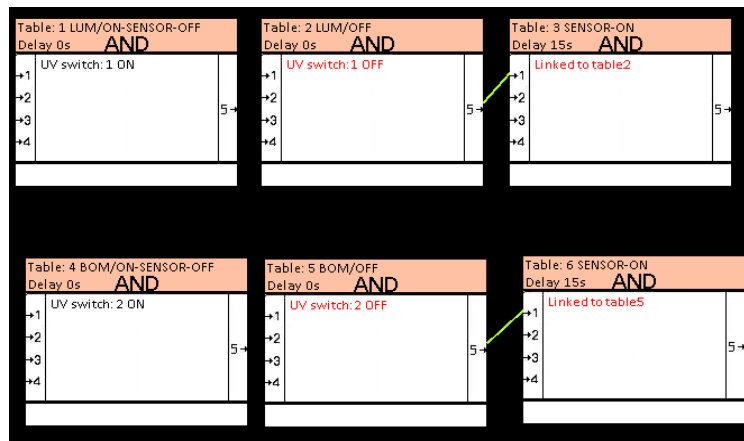 Table: 1 LUM/ON-SENSOR-OFF
Delay 0s AND
UV switch: 1 ON
→1
→2
→3
→4
5→
Table: 2 LUM/OFF
Delay 0s AND
UV switch: 1 OFF
→1
→2
→3
→4
5→
Table: 3 SENSOR-ON
Delay 15s AND
Linked to table2
→1
→2
→3
→4
5→
Table: 4 BOM/ON-SENSOR-OFF
Delay 0s AND
UV switch: 2 ON
→1
→2
→3
→4
5→
Table: 5 BOM/OFF
Delay 0s AND
UV switch: 2 OFF
→1
→2
→3
→4
5→
Table: 6 SENSOR-ON
Delay 15s AND
Linked to table5
→1
→2
→3
→4
5→